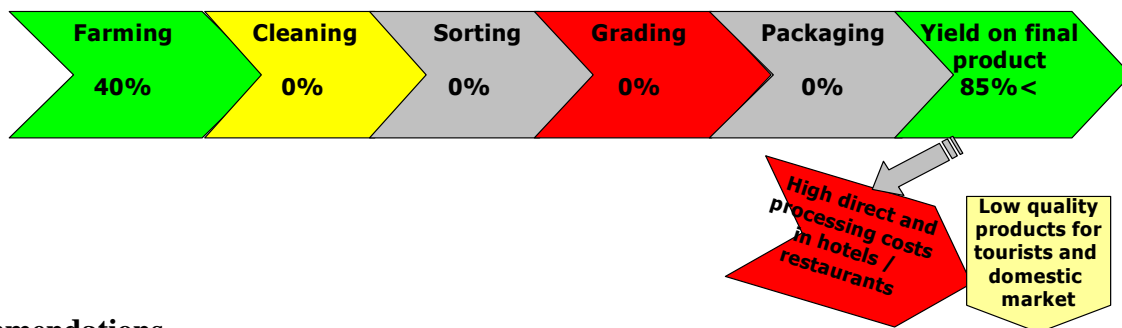 Farming
40%
Cleaning
0%
Sorting
0%
Grading
0%
Packaging
0%
Yield on final
product
85%<
High direct and
processing costs
in hotels /
restaurants
Low quality
products for
tourists and
domestic
market